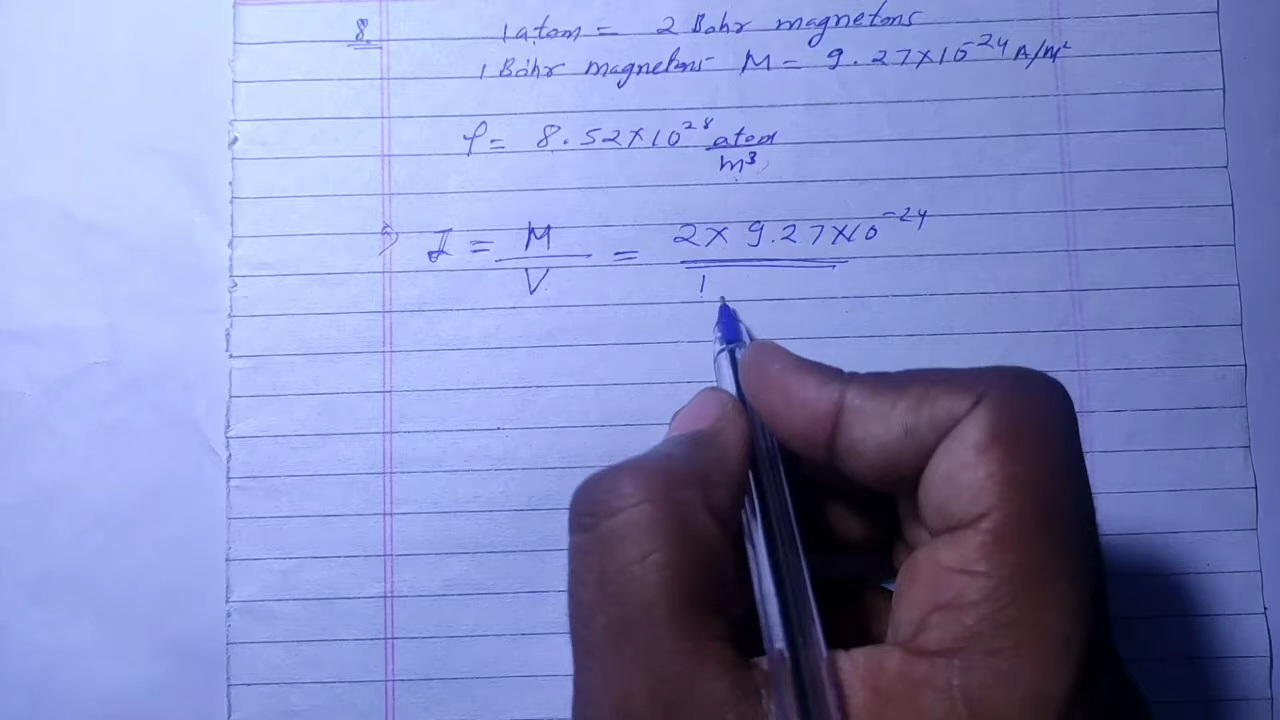 8. 1 atom = 2 Bohr magnetons
1 Bohr magnetons M = 9.27×10⁻²⁴ A/m²
ρ = 8.52×10²⁸ atom/m³
⇒ I = M/V = 2× 9.27×10⁻²⁴/1